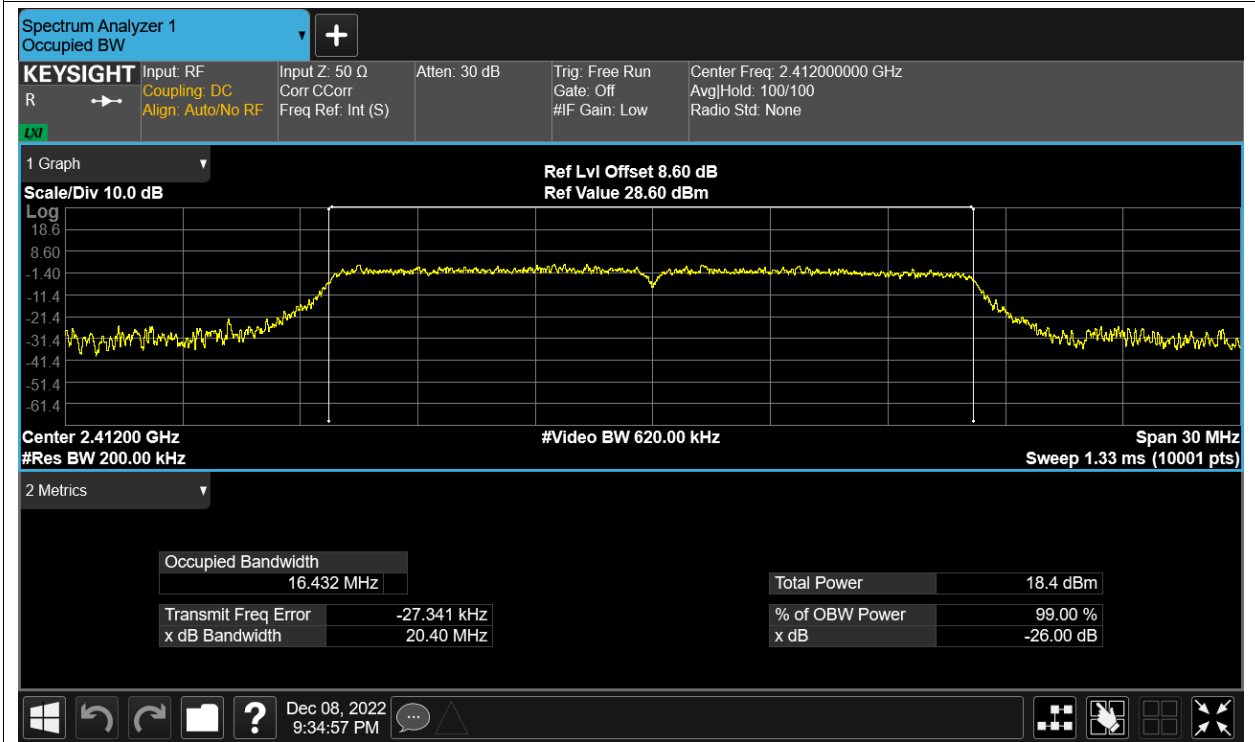 Spectrum Analyzer 1
Occupied BW
KEYSIGHT
R
LXI
Input: RF
Coupling: DC
Align: Auto/No RF
Input Z: 50 Ω
Corr CCorr
Freq Ref: Int (S)
Atten: 30 dB
Trig: Free Run
Gate: Off
#IF Gain: Low
Center Freq: 2.412000000 GHz
Avg|Hold: 100/100
Radio Std: None
1 Graph
Scale/Div 10.0 dB
Ref Lvl Offset 8.60 dB
Ref Value 28.60 dBm
Log
18.6
8.60
-1.40
-11.4
-21.4
-31.4
-41.4
-51.4
-61.4
Center 2.41200 GHz
#Res BW 200.00 kHz
#Video BW 620.00 kHz
Span 30 MHz
Sweep 1.33 ms (10001 pts)
2 Metrics
Occupied Bandwidth
16.432 MHz
Transmit Freq Error -27.341 kHz
x dB Bandwidth 20.40 MHz
Total Power 18.4 dBm
% of OBW Power 99.00 %
x dB -26.00 dB
?
Dec 08, 2022
9:34:57 PM